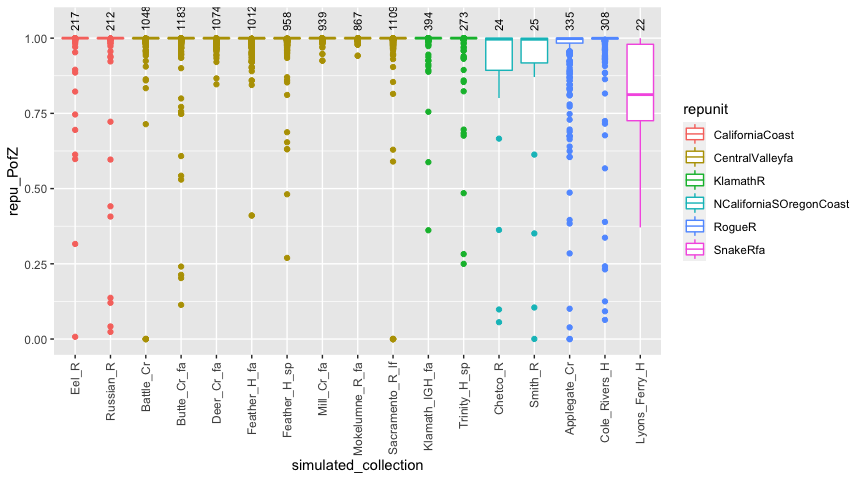 217 212 1048 1183 1074 1012 958 939 867 1109 394 273 24 25 335 308 22
1.00
0.75
0.50
0.25
0.00
repu_PofZ
Eel_R
Russian_R
Battle_Cr
Butte_Cr_fa
Deer_Cr_fa
Feather_H_fa
Feather_H_sp
Mill_Cr_fa
Mokelumne_R_fa
Sacramento_R_lf
Klamath_IGH_fa
Trinity_H_sp
Chetco_R
Smith_R
Applegate_Cr
Cole_Rivers_H
Lyons_Ferry_H
simulated_collection
repunit
CaliforniaCoast
CentralValleyfa
KlamathR
NCaliforniaSOregonCoast
RogueR
SnakeRfa